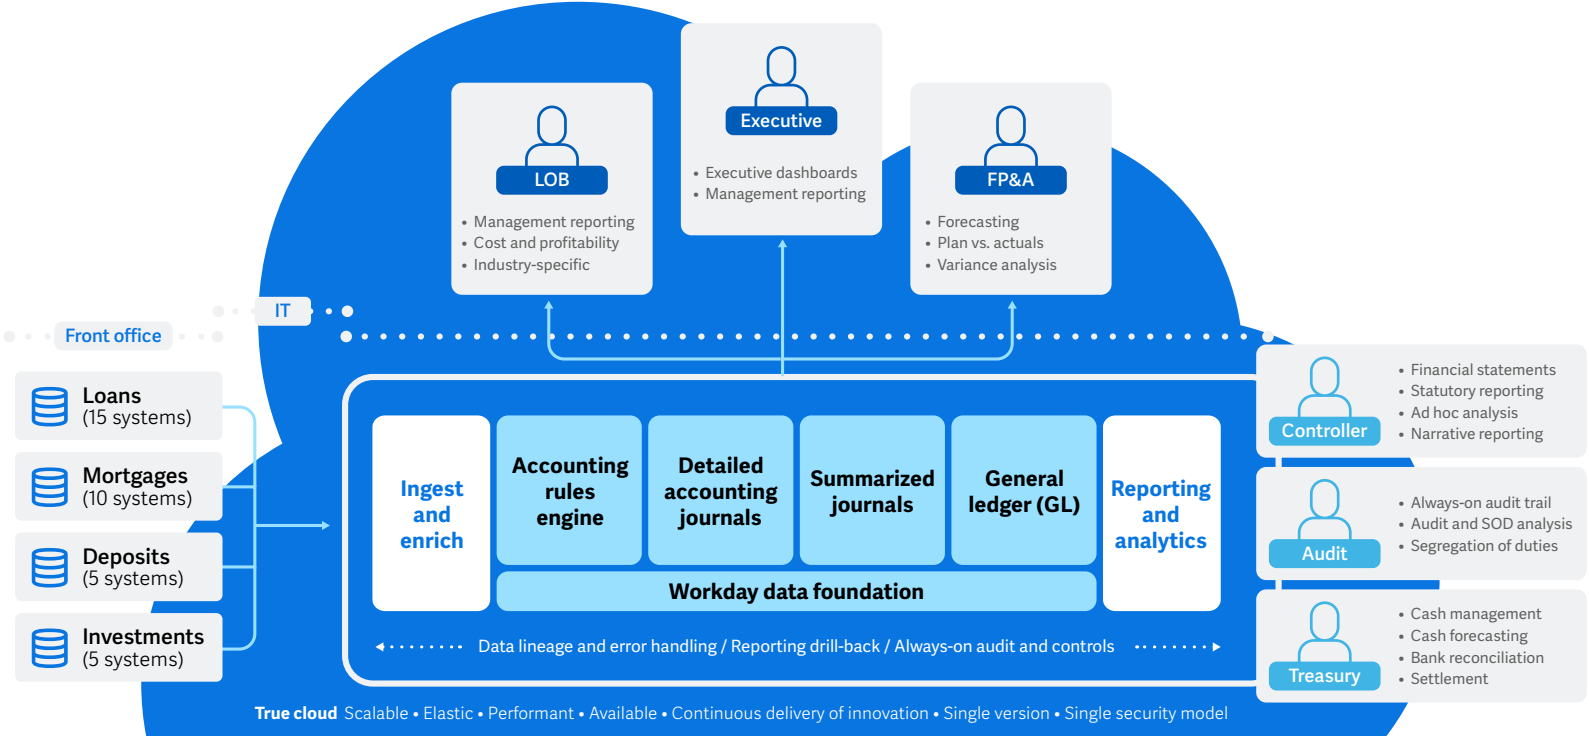 Executive
• Executive dashboards
• Management reporting
LOB
• Management reporting
• Cost and profitability
• Industry-specific
FP&A
• Forecasting
• Plan vs. actuals
• Variance analysis
IT
Front office
Loans
(15 systems)
Mortgages
(10 systems)
Deposits
(5 systems)
Investments
(5 systems)
Ingest
and
enrich
Accounting
rules
engine
Detailed
accounting
journals
Summarized
journals
General
ledger (GL)
Reporting
and
analytics
Workday data foundation
Data lineage and error handling / Reporting drill-back / Always-on audit and controls
Controller
• Financial statements
• Statutory reporting
• Ad hoc analysis
• Narrative reporting
Audit
• Always-on audit trail
• Audit and SOD analysis
• Segregation of duties
Treasury
• Cash management
• Cash forecasting
• Bank reconciliation
• Settlement
True cloud Scalable • Elastic • Performant • Available • Continuous delivery of innovation • Single version • Single security model